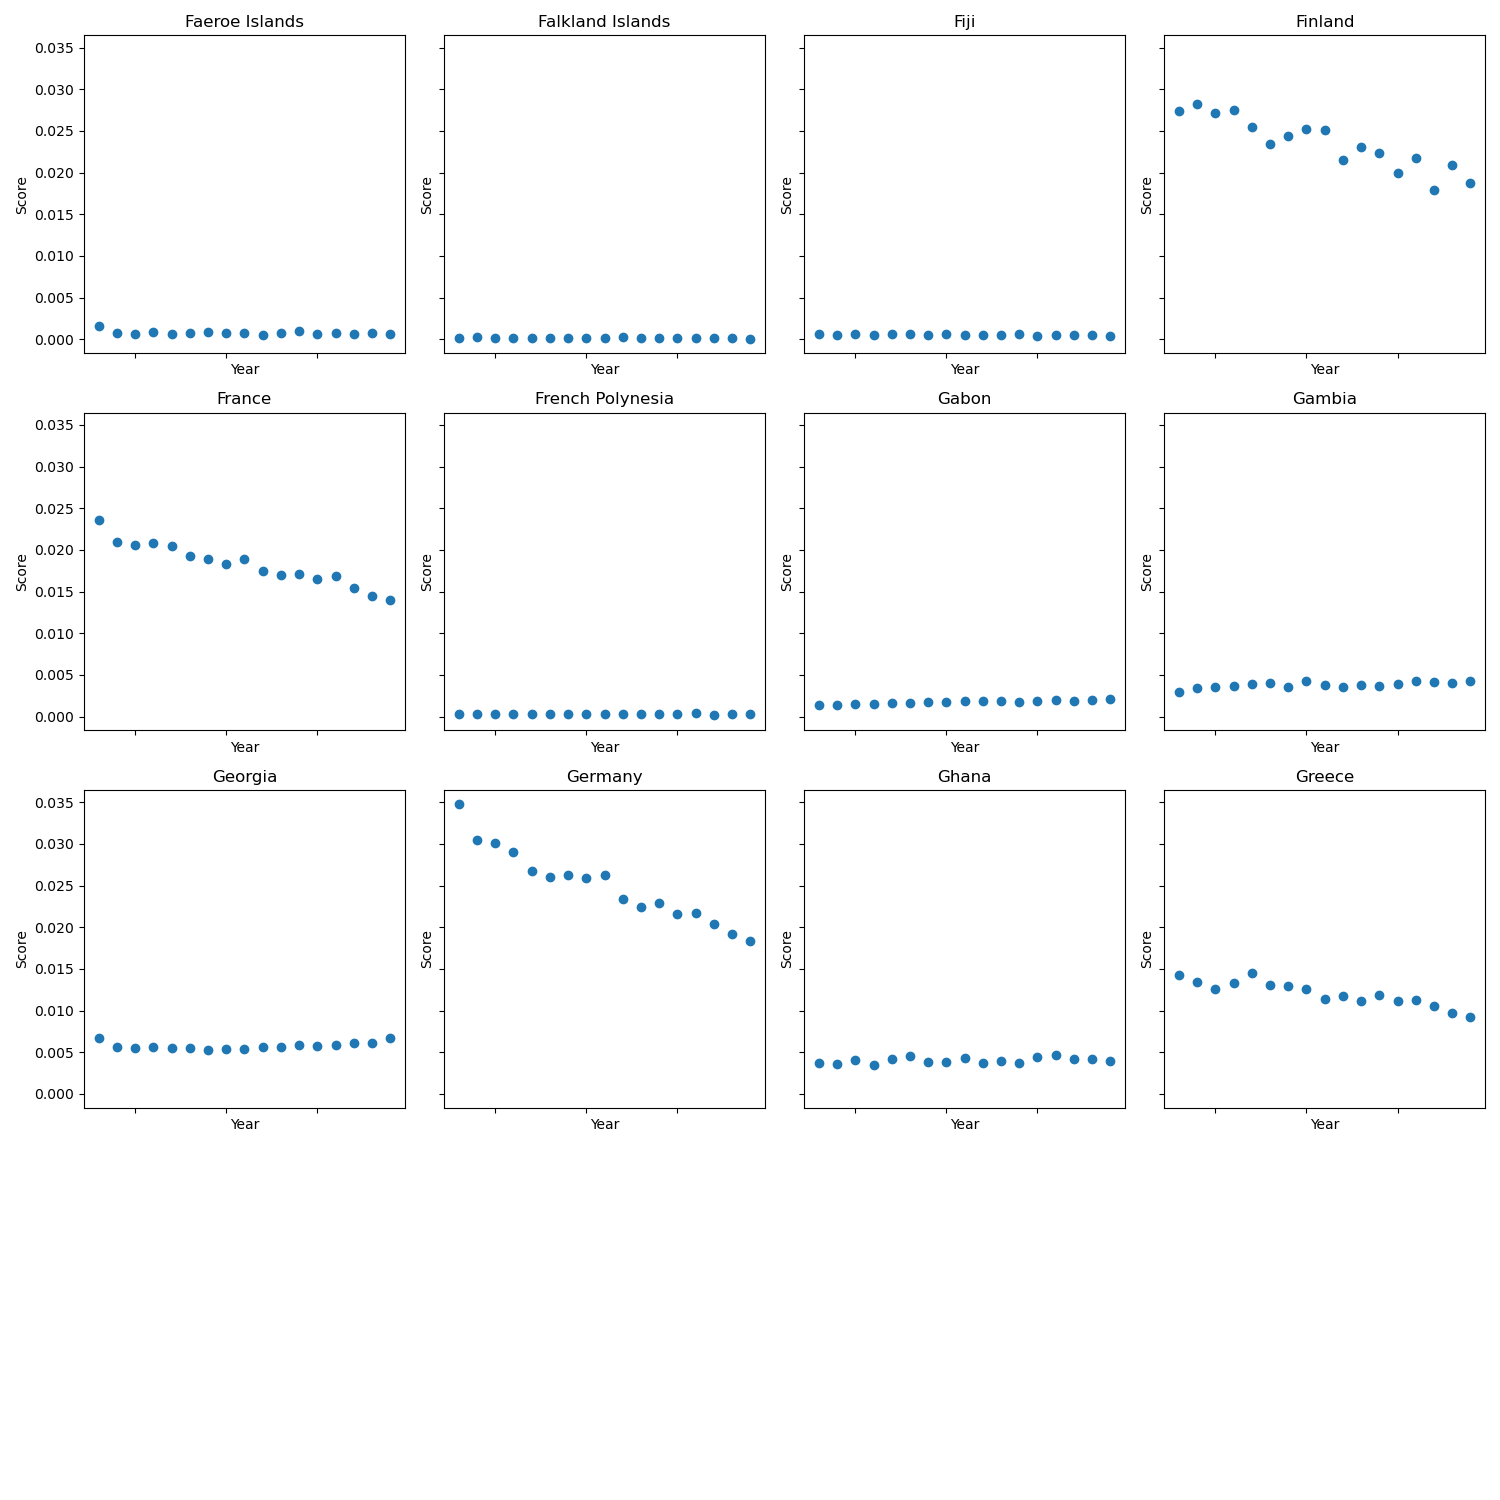 Faeroe Islands
Falkland Islands
Fiji
Finland
0.035
0.030
0.025
0.020
0.015
0.010
0.005
0.000
Score
Score
Score
Score
Year
Year
Year
Year
France
French Polynesia
Gabon
Gambia
0.035
0.030
0.025
0.020
0.015
0.010
0.005
0.000
Score
Score
Score
Score
Year
Year
Year
Year
Georgia
Germany
Ghana
Greece
0.035
0.030
0.025
0.020
0.015
0.010
0.005
0.000
Score
Score
Score
Score
Year
Year
Year
Year